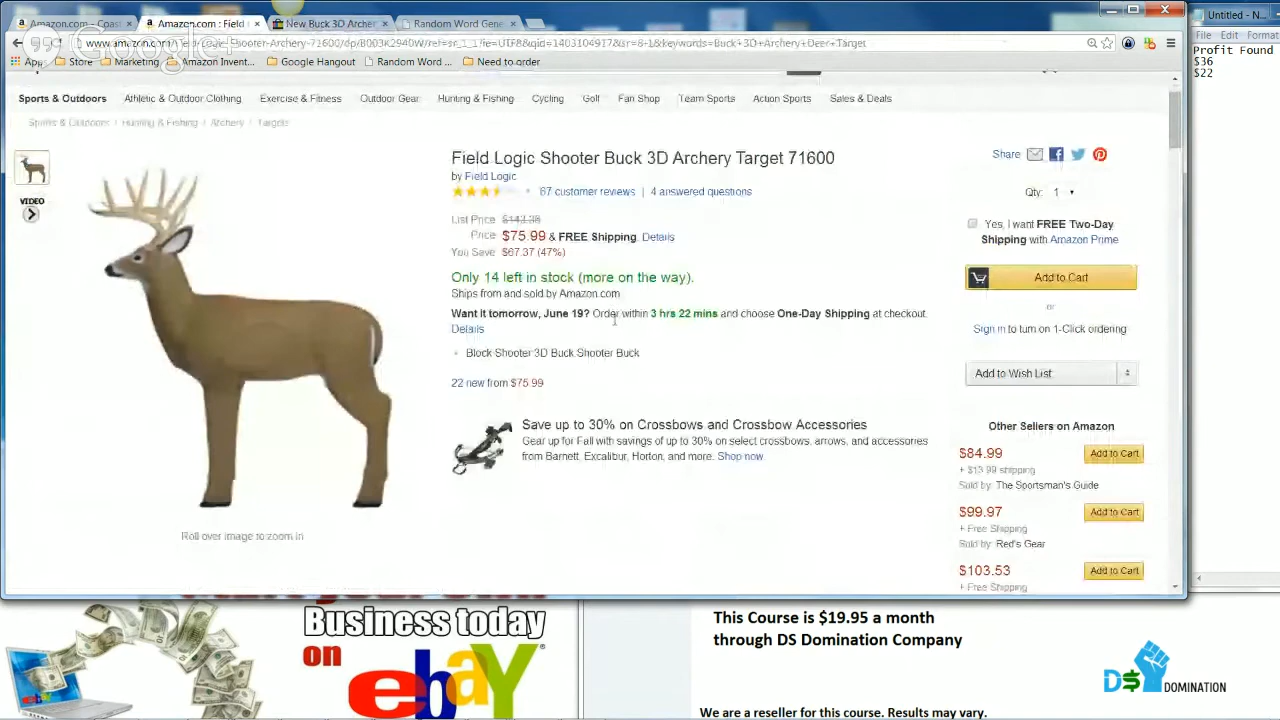 Amazon.com - Coast
Amazon.com : Field
New Buck 3D Archer
Random Word Gene
Untitled - No
File Edit Format
Google+
www.amazon.com/Field-Logic-Shooter-Archery-71600/dp/B003K2940W/ref=sr_1_1?ie=UTF8&qid=1403104917&sr=8-1&keywords=Buck+3D+Archery+Deer+Target
Apps Store Marketing Amazon Invent... Google Hangout Random Word ... Need to order
Profit Found
$36
$22
Sports & Outdoors Athletic & Outdoor Clothing Exercise & Fitness Outdoor Gear Hunting & Fishing Cycling Golf Fan Shop Team Sports Action Sports Sales & Deals
Sports & Outdoors Hunting & Fishing Archery Targets
Field Logic Shooter Buck 3D Archery Target 71600
by Field Logic
67 customer reviews | 4 answered questions
List Price: $143.36
Price: $75.99 & FREE Shipping. Details
You Save: $67.37 (47%)
Only 14 left in stock (more on the way).
Ships from and sold by Amazon.com
Want it tomorrow, June 19? Order within 3 hrs 22 mins and choose One-Day Shipping at checkout.
Details
Block Shooter 3D Buck Shooter Buck
22 new from $75.99
Save up to 30% on Crossbows and Crossbow Accessories
Gear up for Fall with savings of up to 30% on select crossbows, arrows, and accessories
from Barnett, Excalibur, Horton, and more. Shop now
VIDEO
Roll over image to zoom in
Share
Qty: 1
Yes, I want FREE Two-Day
Shipping with Amazon Prime
Add to Cart
or
Sign in to turn on 1-Click ordering
Add to Wish List
Other Sellers on Amazon
$84.99 Add to Cart
+ $13.99 shipping
Sold by: The Sportsman's Guide
$99.97 Add to Cart
+ Free Shipping
Sold by: Red's Gear
$103.53 Add to Cart
+ Free Shipping
Business today
on
ebay
This Course is $19.95 a month
through DS Domination Company
D$ DOMINATION
We are a reseller for this course. Results may vary.